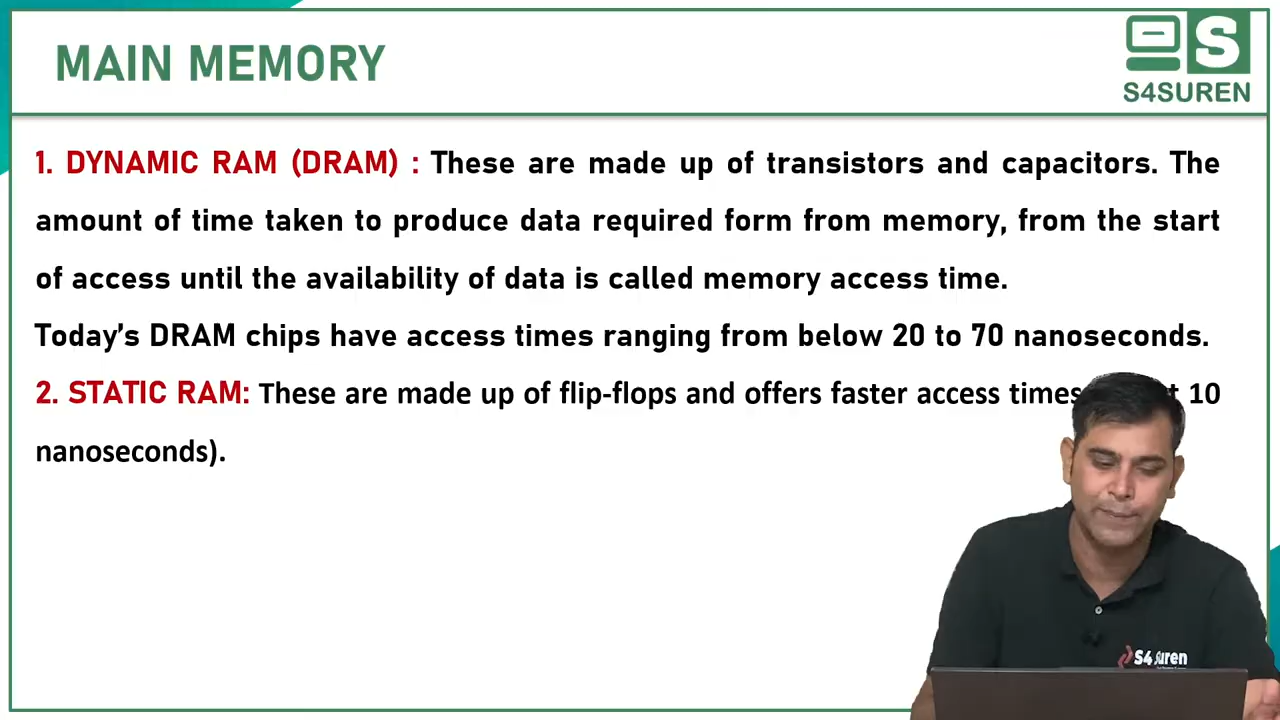 MAIN MEMORY
S4SUREN
1. DYNAMIC RAM (DRAM) : These are made up of transistors and capacitors. The
amount of time taken to produce data required form from memory, from the start
of access until the availability of data is called memory access time.
Today's DRAM chips have access times ranging from below 20 to 70 nanoseconds.
2. STATIC RAM: These are made up of flip-flops and offers faster access times 10
nanoseconds).
S4 Suren